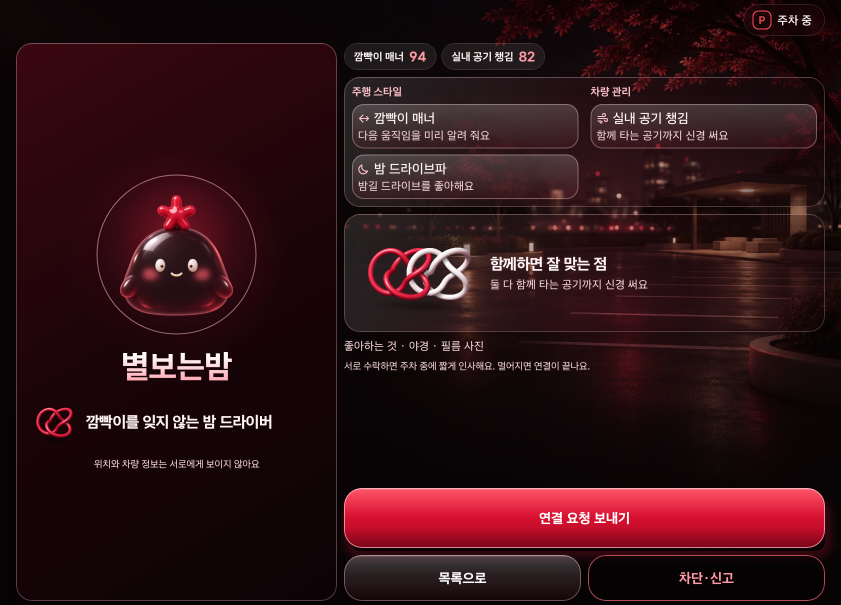 P 주차 중
깜빡이 매너 94 실내 공기 챙김 82
주행 스타일
깜빡이 매너
다음 움직임을 미리 알려 줘요
밤 드라이브파
밤길 드라이브를 좋아해요
차량 관리
실내 공기 챙김
함께 타는 공기까지 신경 써요
함께하면 잘 맞는 점
둘 다 함께 타는 공기까지 신경 써요
좋아하는 것 · 야경 · 필름 사진
서로 수락하면 주차 중에 짧게 인사해요. 멀어지면 연결이 끝나요.
별보는밤
깜빡이를 잊지 않는 밤 드라이버
위치와 차량 정보는 서로에게 보이지 않아요
연결 요청 보내기
목록으로
차단·신고